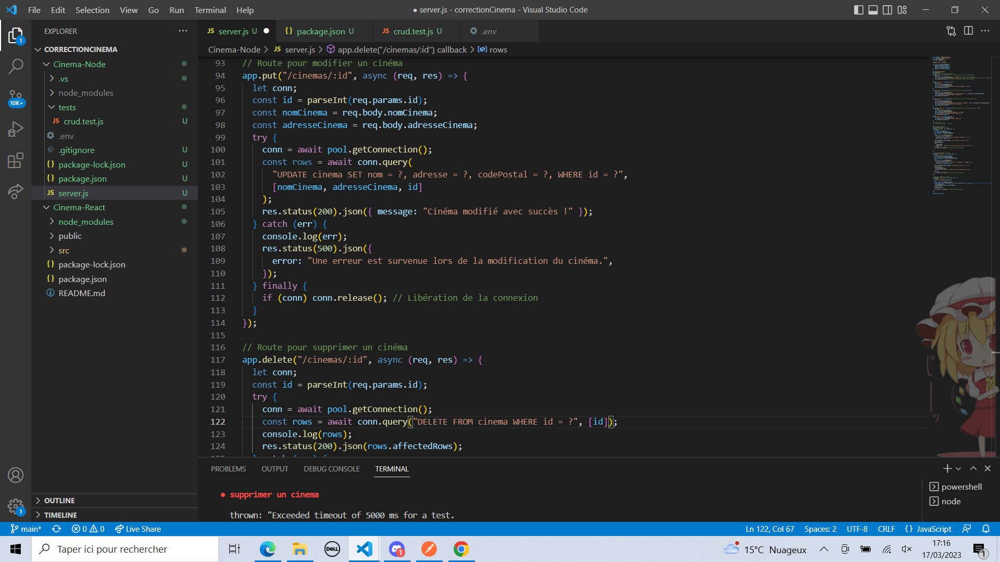 File Edit Selection View Go Run Terminal Help
● server.js - correctionCinema - Visual Studio Code
EXPLORER
CORRECTIONCINEMA
Cinema-Node
.vs
node_modules
tests
JS crud.test.js U
.env
.gitignore U
{} package-lock.json U
{} package.json U
JS server.js U
Cinema-React
node_modules
public
src
{} package-lock.json
{} package.json
README.md
OUTLINE
TIMELINE
1
10K+
1
JS server.js U
{} package.json U
JS crud.test.js U
.env
Cinema-Node > JS server.js > app.delete("/cinemas/:id") callback > rows
93 // Route pour modifier un cinéma
94 app.put("/cinemas/:id", async (req, res) => {
95 let conn;
96 const id = parseInt(req.params.id);
97 const nomCinema = req.body.nomCinema;
98 const adresseCinema = req.body.adresseCinema;
99 try {
100 conn = await pool.getConnection();
101 const rows = await conn.query(
102 "UPDATE cinema SET nom = ?, adresse = ?, codePostal = ?, WHERE id = ?",
103 [nomCinema, adresseCinema, id]
104 );
105 res.status(200).json({ message: "Cinéma modifié avec succès !" });
106 } catch (err) {
107 console.log(err);
108 res.status(500).json({
109 error: "Une erreur est survenue lors de la modification du cinéma.",
110 });
111 } finally {
112 if (conn) conn.release(); // Libération de la connexion
113 }
114 });
115
116 // Route pour supprimer un cinéma
117 app.delete("/cinemas/:id", async (req, res) => {
118 let conn;
119 const id = parseInt(req.params.id);
120 try {
121 conn = await pool.getConnection();
122 const rows = await conn.query("DELETE FROM cinema WHERE id = ?", [id]);
123 console.log(rows);
124 res.status(200).json(rows.affectedRows);
PROBLEMS OUTPUT DEBUG CONSOLE TERMINAL
● supprimer un cinema
thrown: "Exceeded timeout of 5000 ms for a test.
powershell
node
main* 0 0 Live Share
Ln 122, Col 67 Spaces: 2 UTF-8 CRLF {} JavaScript
Taper ici pour rechercher
DELL
1
15°C Nuageux
17:16
17/03/2023
1